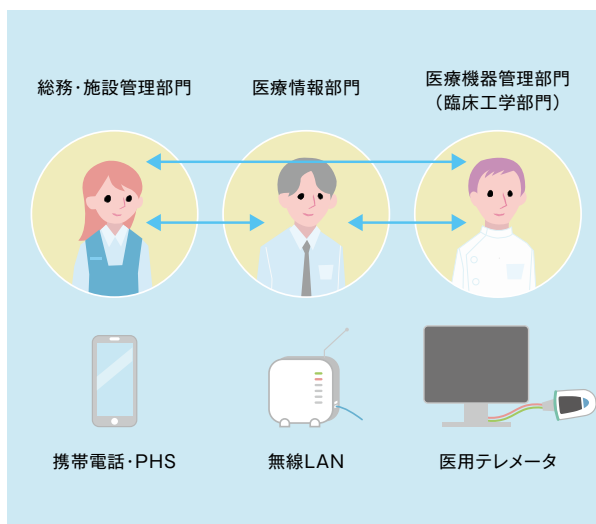 総務・施設管理部門
医療情報部門
医療機器管理部門
（臨床工学部門）
携帯電話・PHS
無線LAN
医用テレメータ